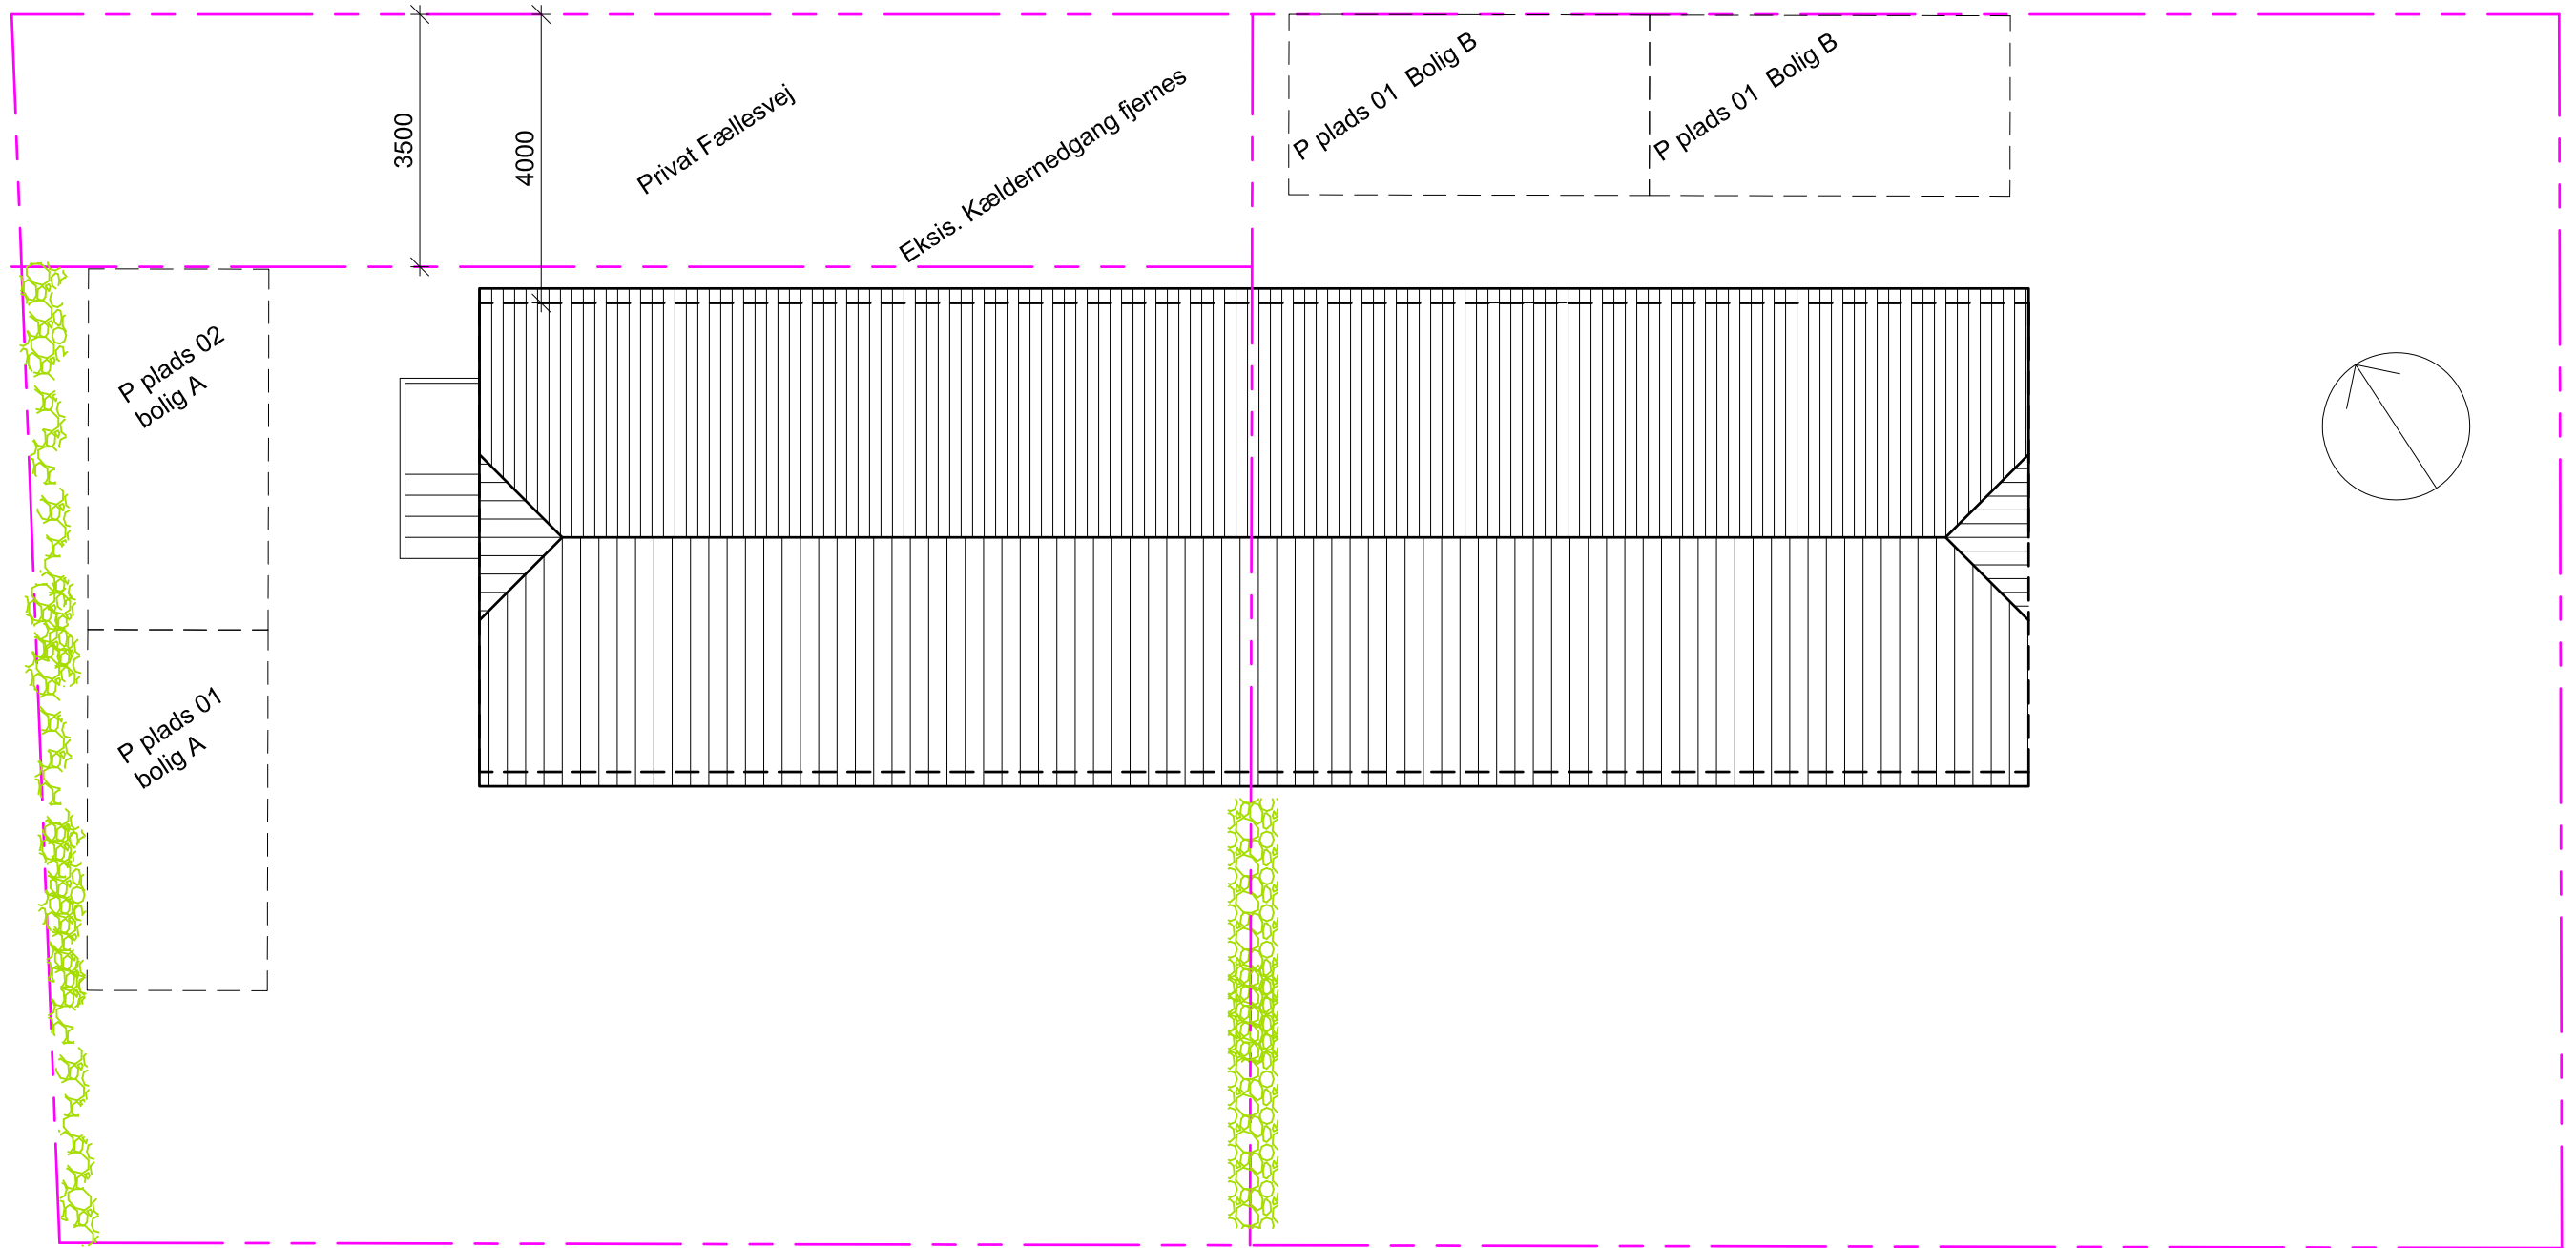 3500
4000
Privat Fællesvej
Eksis. Kældernedgang fjernes
P plads 01  Bolig B
P plads 01  Bolig B
P plads 02
bolig A
P plads 01
bolig A